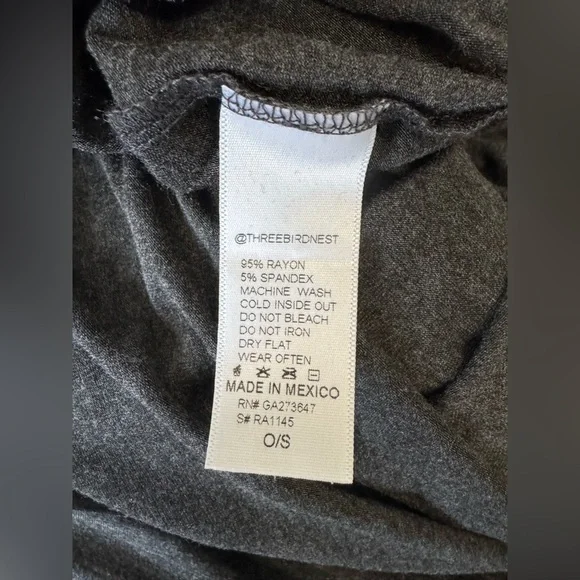 @THREEBIRDNEST
95% RAYON
5% SPANDEX
MACHINE WASH
COLD INSIDE OUT
DO NOT BLEACH
DO NOT IRON
DRY FLAT
WEAR OFTEN
MADE IN MEXICO
RN# GA273647
S# RA1145
O/S